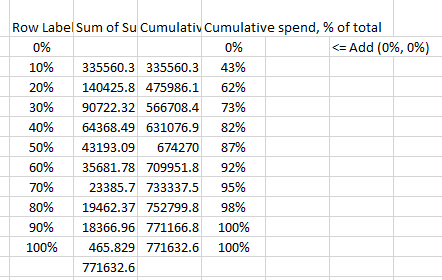 Row Label Sum of Su Cumulativ Cumulative spend, % of total
0% 0% <= Add (0%, 0%)
10% 335560.3 335560.3 43%
20% 140425.8 475986.1 62%
30% 90722.32 566708.4 73%
40% 64368.49 631076.9 82%
50% 43193.09 674270 87%
60% 35681.78 709951.8 92%
70% 23385.7 733337.5 95%
80% 19462.37 752799.8 98%
90% 18366.96 771166.8 100%
100% 465.829 771632.6 100%
771632.6